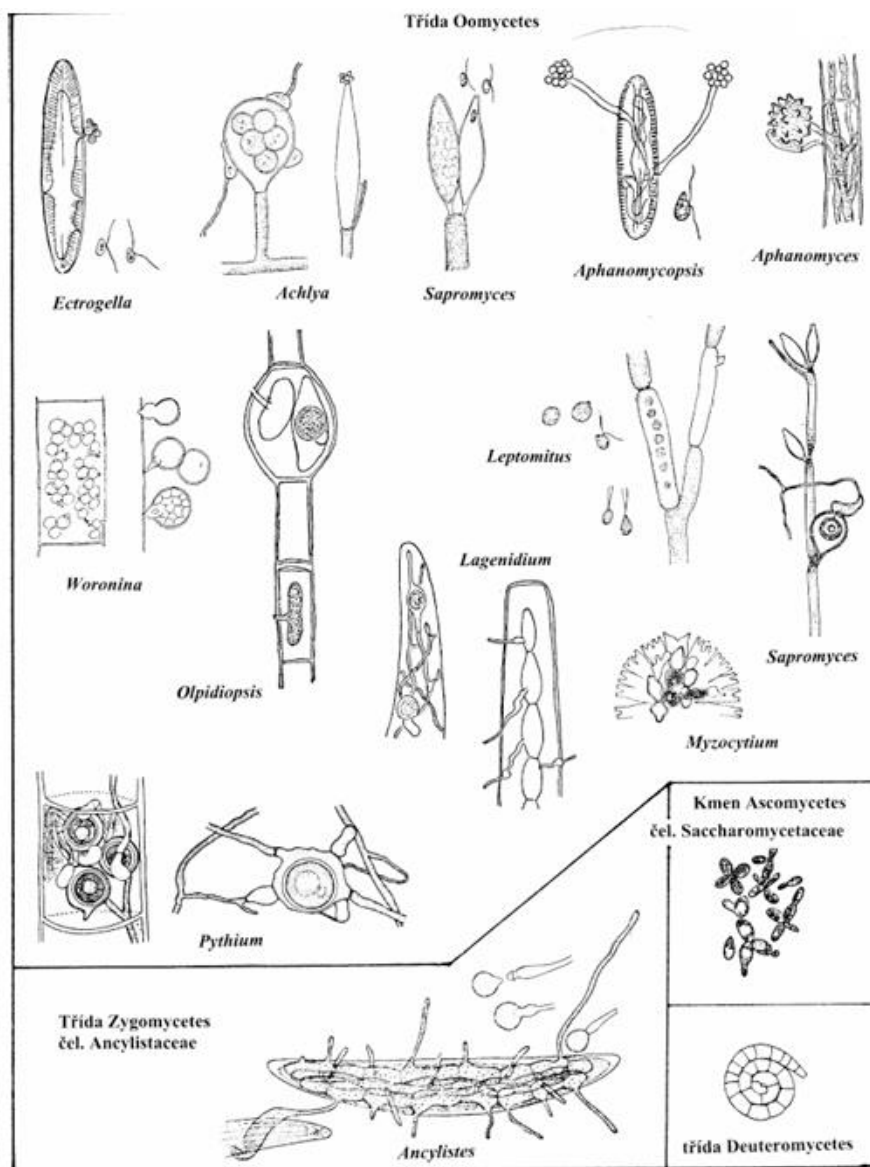 Třída Oomycetes
Ectrogella
Achlya
Sapromyces
Aphanomycopsis
Aphanomyces
Woronina
Olpidiopsis
Lagenidium
Leptomitus
Sapromyces
Myzocytium
Pythium
Kmen Ascomycetes
čel. Saccharomycetaceae
Třída Zygomycetes
čel. Ancylistaceae
Ancylistes
třída Deuteromycetes